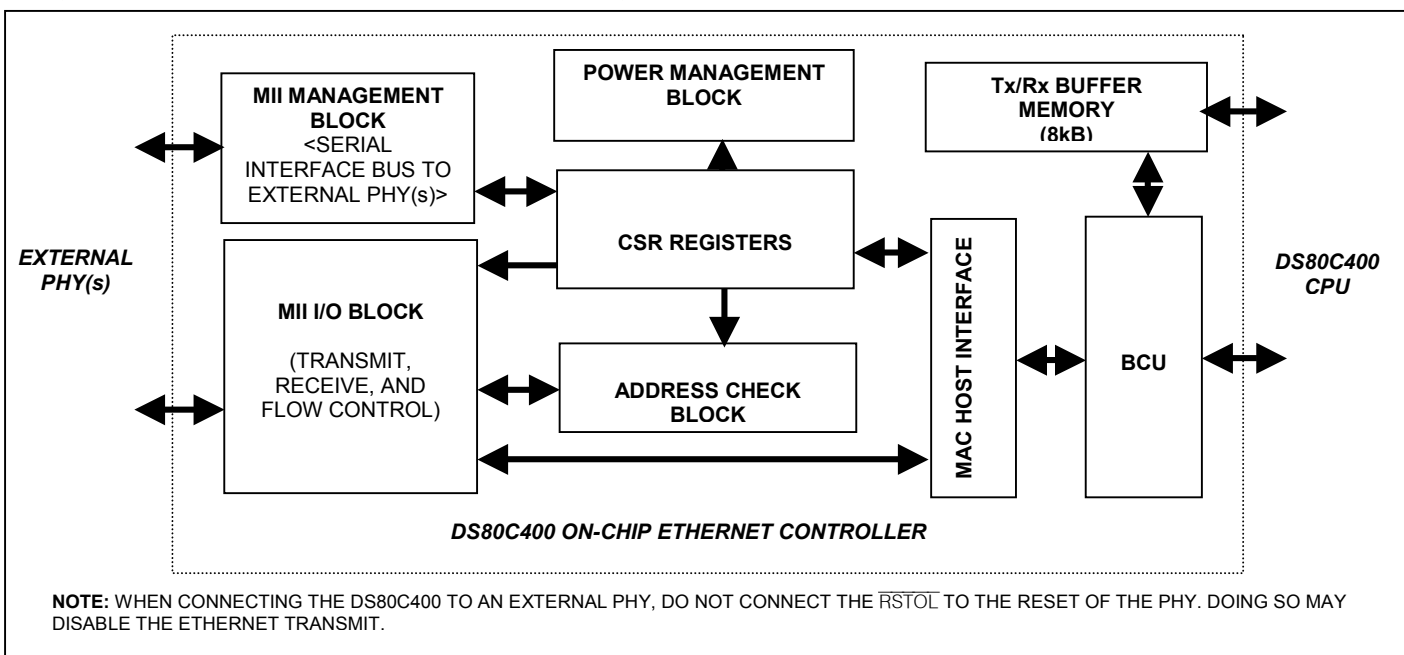 MII MANAGEMENT
BLOCK
<SERIAL
INTERFACE BUS TO
EXTERNAL PHY(s)>
POWER MANAGEMENT
BLOCK
Tx/Rx BUFFER
MEMORY
(8kB)
CSR REGISTERS
EXTERNAL
PHY(s)
MII I/O BLOCK
(TRANSMIT,
RECEIVE, AND
FLOW CONTROL)
ADDRESS CHECK
BLOCK
MAC HOST INTERFACE
BCU
DS80C400
CPU
DS80C400 ON-CHIP ETHERNET CONTROLLER
NOTE: WHEN CONNECTING THE DS80C400 TO AN EXTERNAL PHY, DO NOT CONNECT THE R̅S̅T̅O̅L̅ TO THE RESET OF THE PHY. DOING SO MAY
DISABLE THE ETHERNET TRANSMIT.